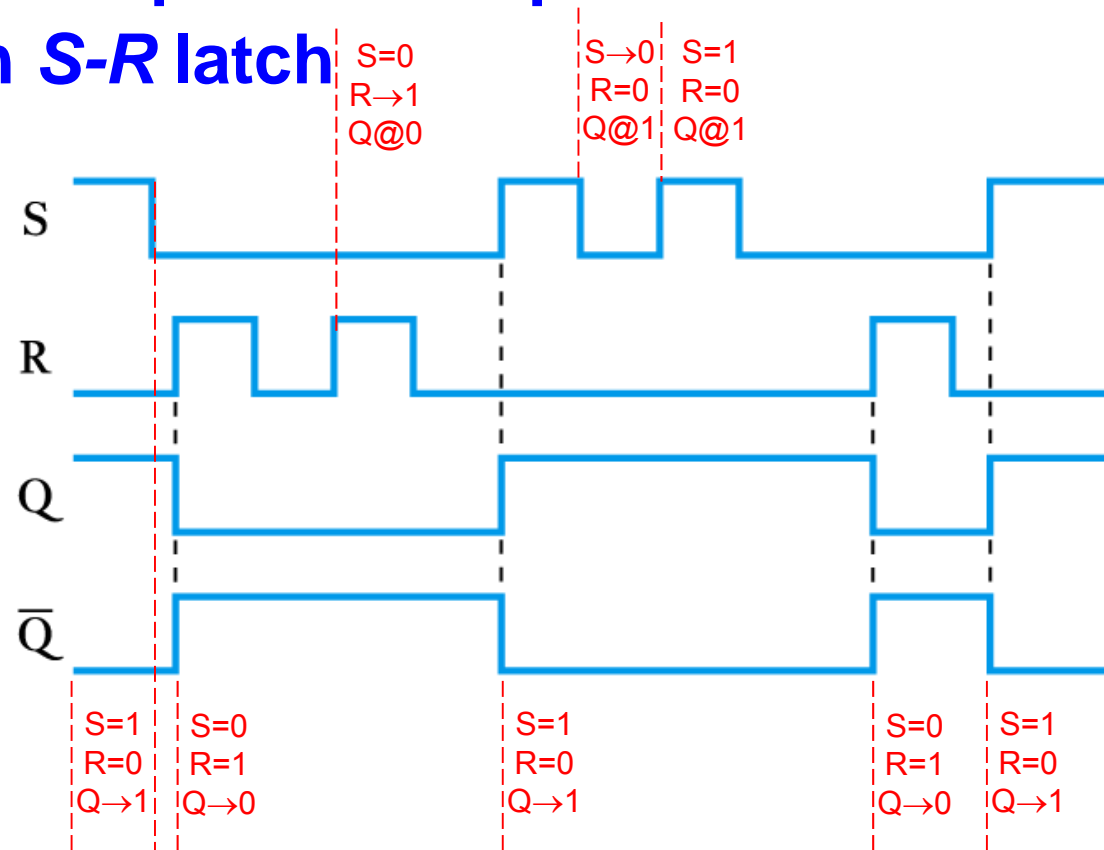 S-R latch
S=0
R→1
Q@0
S→0
R=0
Q@1
S=1
R=0
Q@1
S
R
Q
Q̅
S=1
R=0
Q→1
S=0
R=1
Q→0
S=1
R=0
Q→1
S=0
R=1
Q→0
S=1
R=0
Q→1